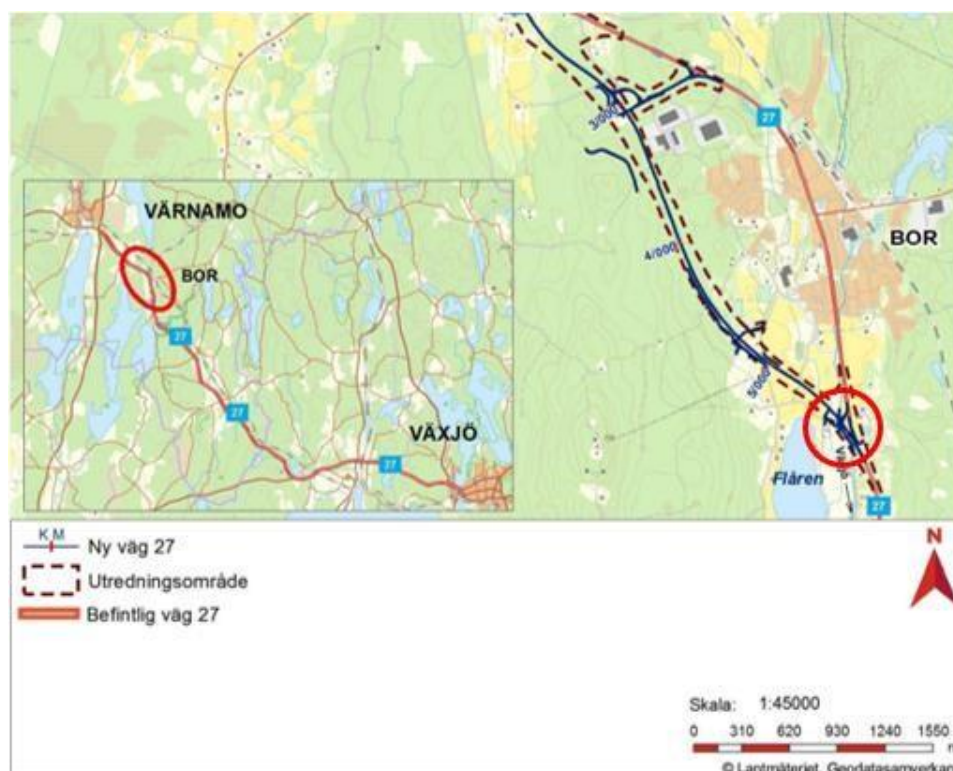 27
3/000
BOR
4/000
5/000
Flåren
27
VÄRNAMO
BOR
27
27
VÄXJÖ
27
K M
Ny väg 27
Utredningsområde
Befintlig väg 27
N
Skala: 1:45000
0 310 620 930 1240 1550
© Lantmäteriet, Geodatasamverkan